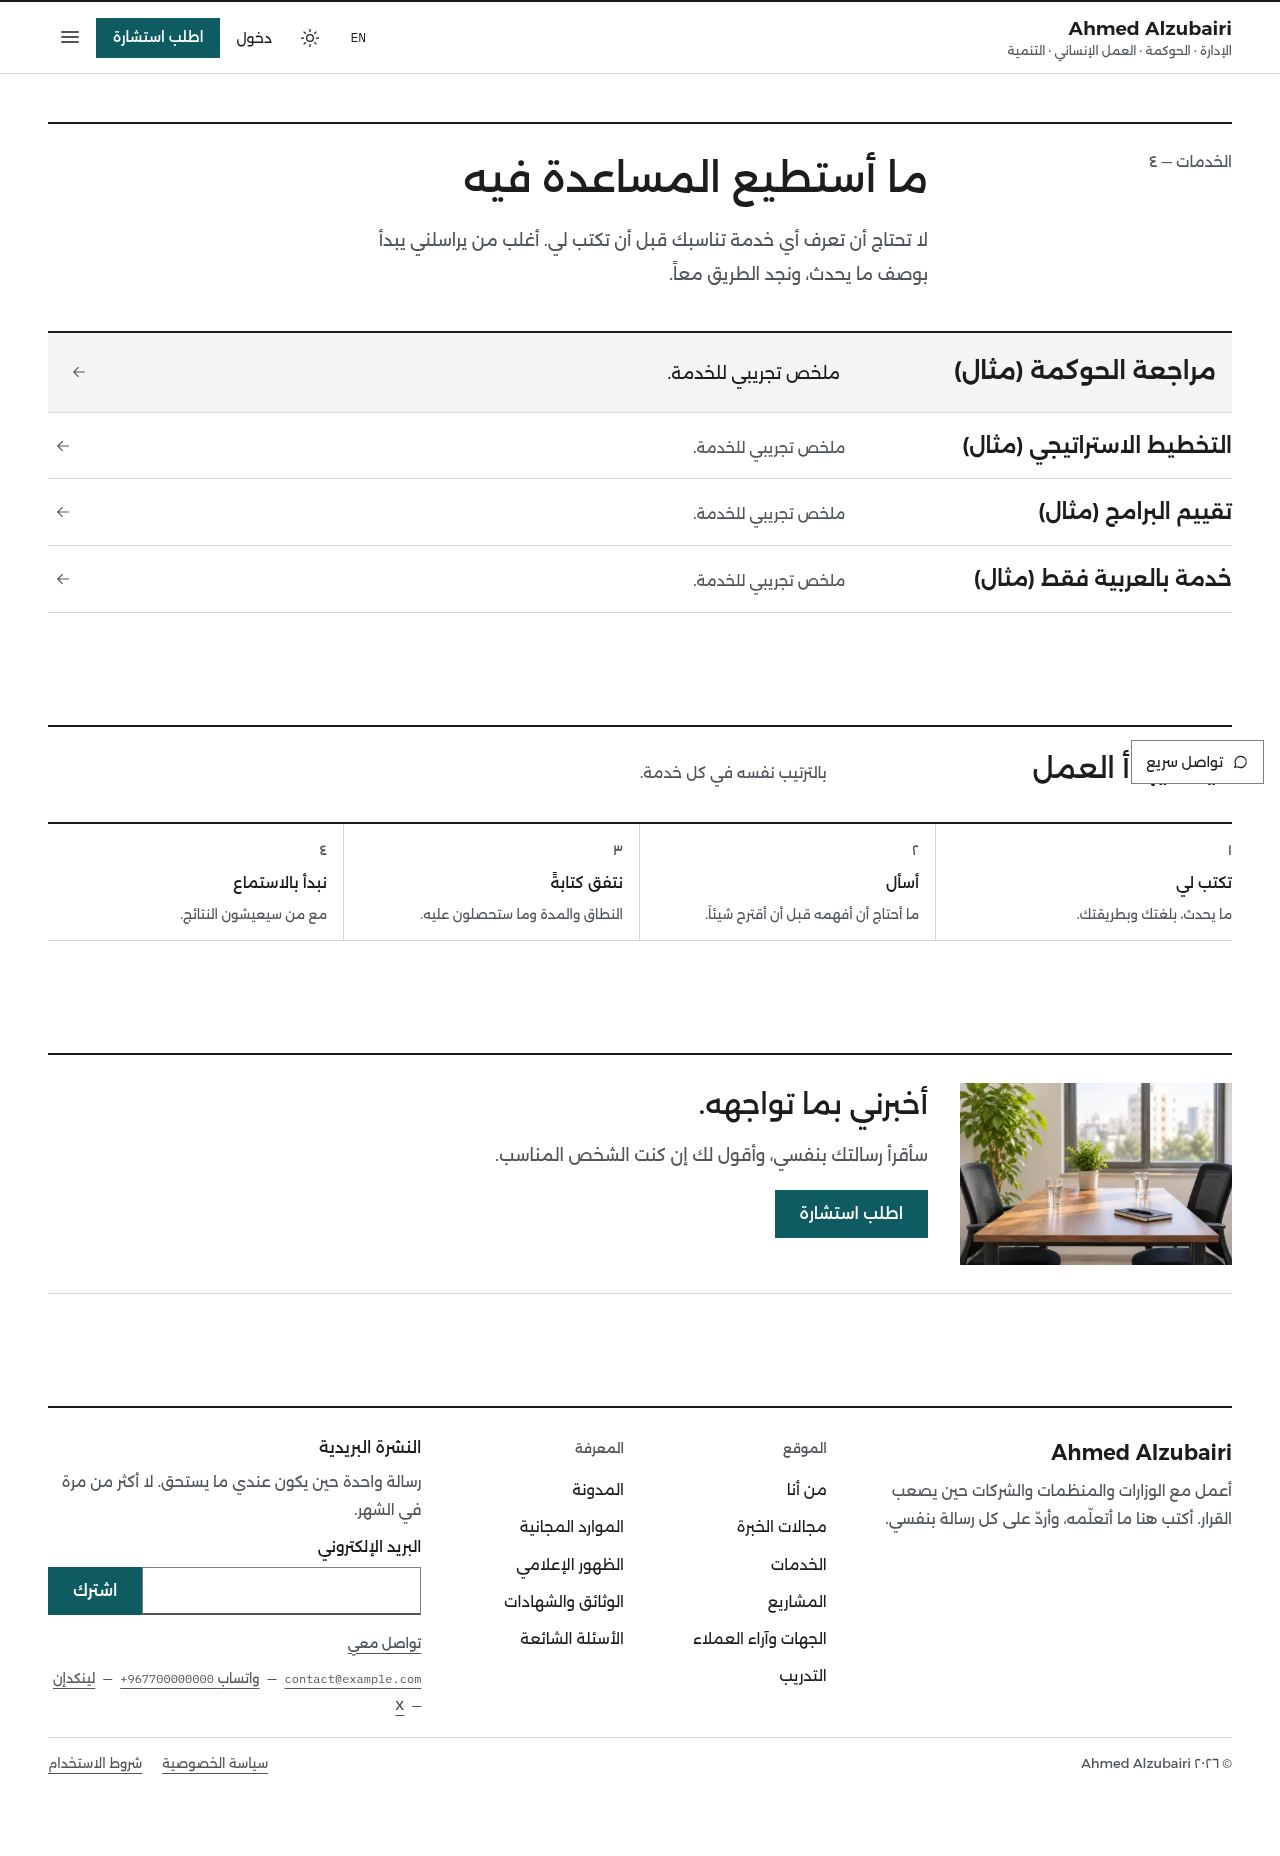 Ahmed Alzubairi
الإدارة · الحوكمة · العمل الإنساني · التنمية
EN
دخول
اطلب استشارة
الخدمات — ٤
ما أستطيع المساعدة فيه
لا تحتاج أن تعرف أي خدمة تناسبك قبل أن تكتب لي. أغلب من يراسلني يبدأ
بوصف ما يحدث، ونجد الطريق معاً.
مراجعة الحوكمة (مثال)
ملخص تجريبي للخدمة.
←
التخطيط الاستراتيجي (مثال)
ملخص تجريبي للخدمة.
←
تقييم البرامج (مثال)
ملخص تجريبي للخدمة.
←
خدمة بالعربية فقط (مثال)
ملخص تجريبي للخدمة.
←
تواصل سريع
أ العمل
بالترتيب نفسه في كل خدمة.
١
تكتب لي
ما يحدث، بلغتك وبطريقتك.
٢
أسأل
ما أحتاج أن أفهمه قبل أن أقترح شيئاً.
٣
نتفق كتابةً
النطاق والمدة وما ستحصلون عليه.
٤
نبدأ بالاستماع
مع من سيعيشون النتائج.
أخبرني بما تواجهه.
سأقرأ رسالتك بنفسي، وأقول لك إن كنت الشخص المناسب.
اطلب استشارة
Ahmed Alzubairi
أعمل مع الوزارات والمنظمات والشركات حين يصعب
القرار. أكتب هنا ما أتعلّمه، وأردّ على كل رسالة بنفسي.
الموقع
من أنا
مجالات الخبرة
الخدمات
المشاريع
الجهات وآراء العملاء
التدريب
المعرفة
المدونة
الموارد المجانية
الظهور الإعلامي
الوثائق والشهادات
الأسئلة الشائعة
النشرة البريدية
رسالة واحدة حين يكون عندي ما يستحق. لا أكثر من مرة
في الشهر.
البريد الإلكتروني
اشترك
تواصل معي
contact@example.com — واتساب +967700000000 — لينكدإن
— X
© ٢٠٢٦ Ahmed Alzubairi
سياسة الخصوصية
شروط الاستخدام